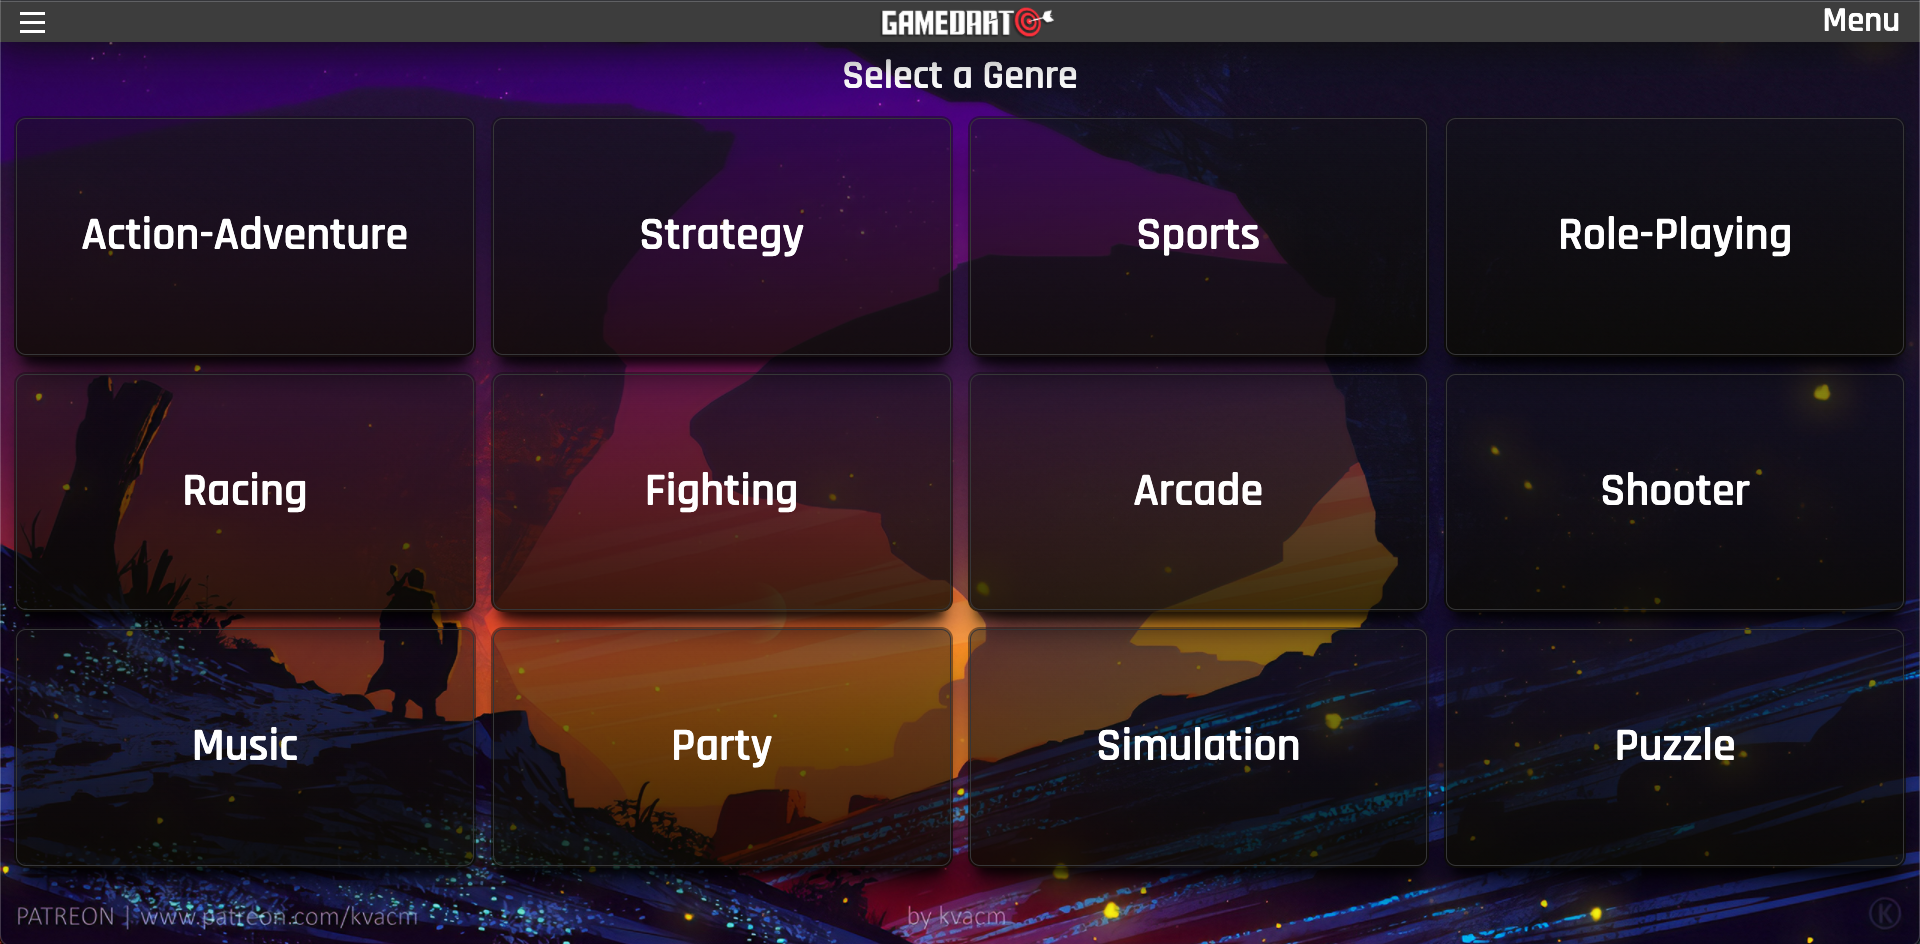 GAMEDART
Menu
Select a Genre
Action-Adventure
Strategy
Sports
Role-Playing
Racing
Fighting
Arcade
Shooter
Music
Party
Simulation
Puzzle
PATREON | www.patreon.com/kvacm
by kvacm
K